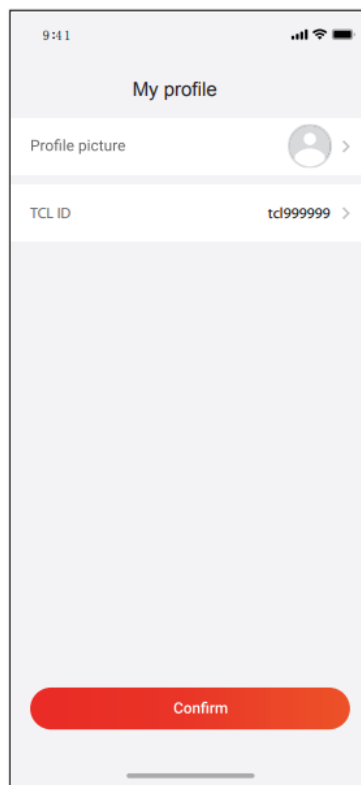 9:41
My profile
Profile picture
TCL ID
tcl999999
Confirm